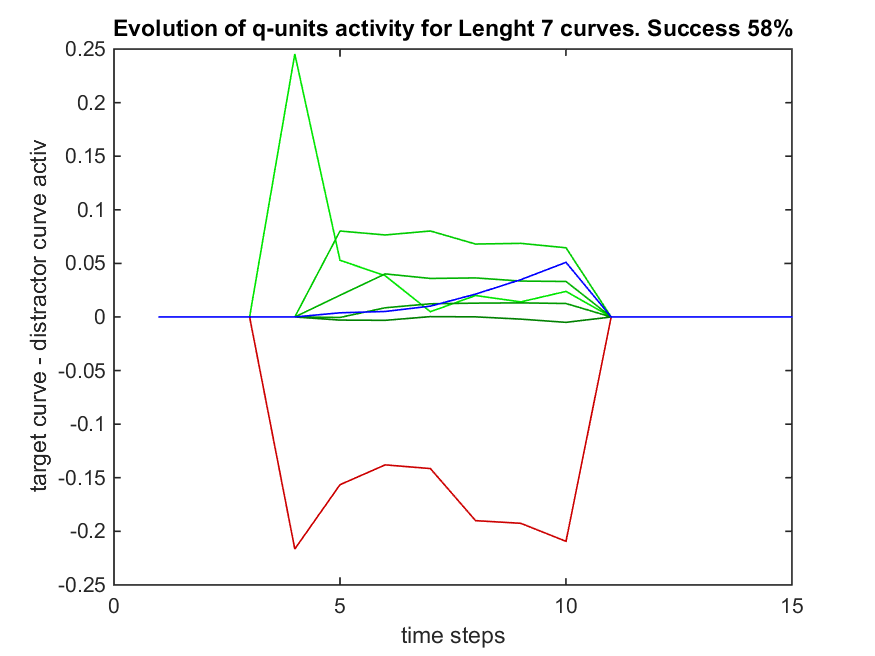 Evolution of q-units activity for Lenght 7 curves. Success 58%
target curve - distractor curve activ
0.25
0.2
0.15
0.1
0.05
0
-0.05
-0.1
-0.15
-0.2
-0.25
0 5 10 15
time steps